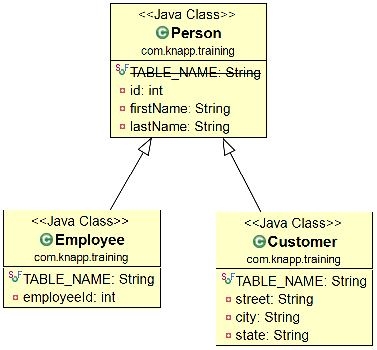 <<Java Class>>
C Person
com.knapp.training
S F TABLE_NAME: String
id: int
firstName: String
lastName: String
<<Java Class>>
C Employee
com.knapp.training
S F TABLE_NAME: String
employeeId: int
<<Java Class>>
C Customer
com.knapp.training
S F TABLE_NAME: String
street: String
city: String
state: String